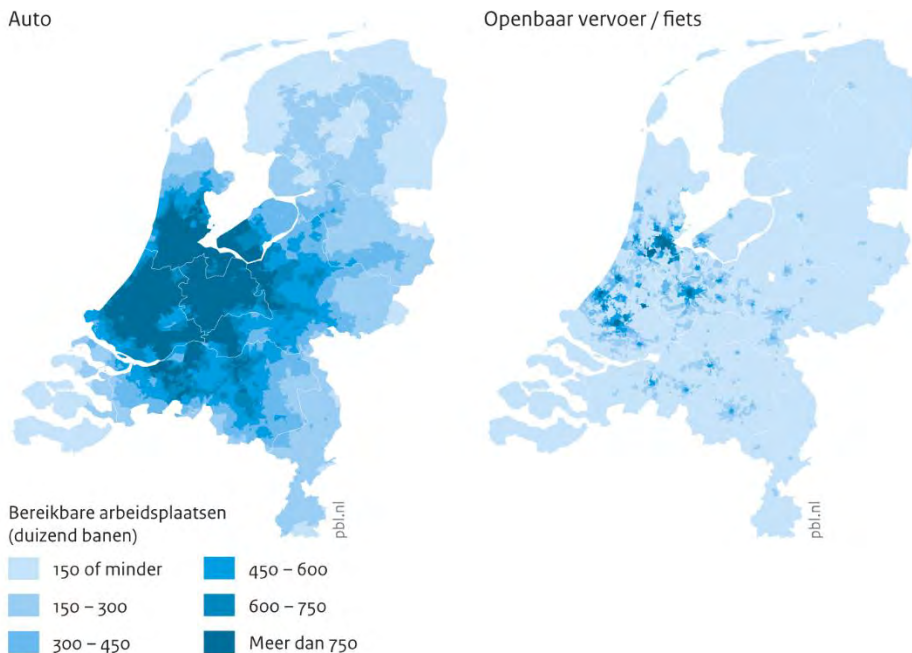 Auto
Openbaar vervoer / fiets
pbl.nl
pbl.nl
Bereikbare arbeidsplaatsen
(duizend banen)
150 of minder
150 – 300
300 – 450
450 – 600
600 – 750
Meer dan 750